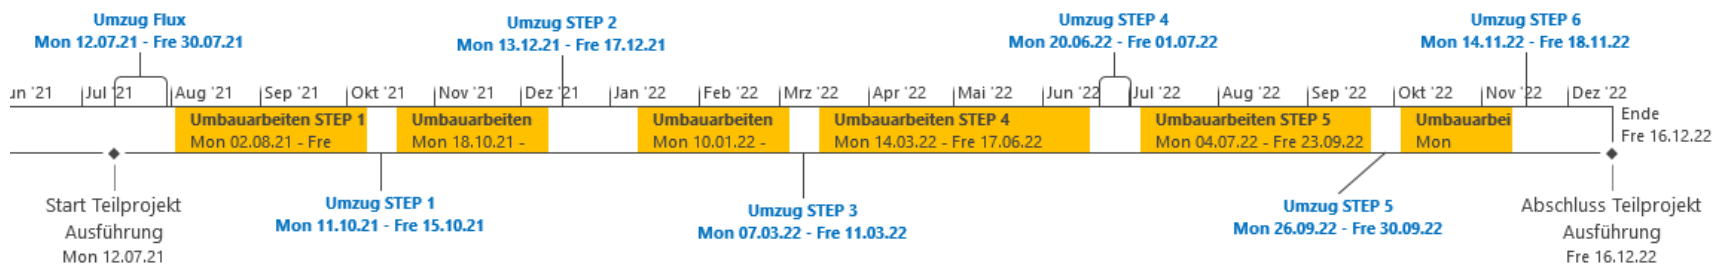 Umzug Flux
Mon 12.07.21 - Fre 30.07.21
Umzug STEP 2
Mon 13.12.21 - Fre 17.12.21
Umzug STEP 4
Mon 20.06.22 - Fre 01.07.22
Umzug STEP 6
Mon 14.11.22 - Fre 18.11.22
un '21 Jul '21 Aug '21 Sep '21 Okt '21 Nov '21 Dez '21 Jan '22 Feb '22 Mrz '22 Apr '22 Mai '22 Jun '22 Jul '22 Aug '22 Sep '22 Okt '22 Nov '22 Dez '22
Umbauarbeiten STEP 1
Mon 02.08.21 - Fre
Umbauarbeiten
Mon 18.10.21 -
Umbauarbeiten
Mon 10.01.22 -
Umbauarbeiten STEP 4
Mon 14.03.22 - Fre 17.06.22
Umbauarbeiten STEP 5
Mon 04.07.22 - Fre 23.09.22
Umbauarbei
Mon
Ende
Fre 16.12.22
Start Teilprojekt
Ausführung
Mon 12.07.21
Umzug STEP 1
Mon 11.10.21 - Fre 15.10.21
Umzug STEP 3
Mon 07.03.22 - Fre 11.03.22
Umzug STEP 5
Mon 26.09.22 - Fre 30.09.22
Abschluss Teilprojekt
Ausführung
Fre 16.12.22